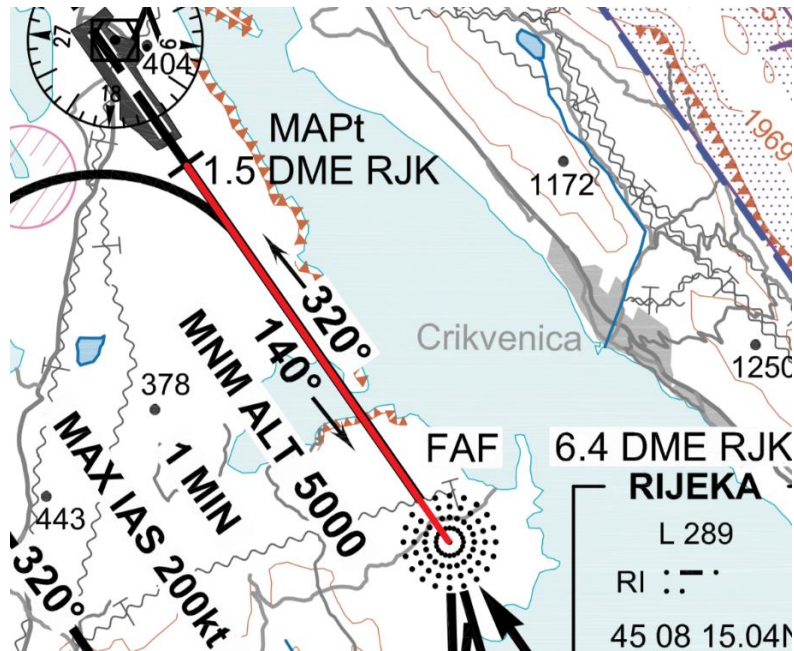 27
9
18
404
MAPt
1.5 DME RJK
1172
1969
320°
140°
MNM ALT 5000
Crikvenica
1250
378
1 MIN
MAX IAS 200kt
443
320°
FAF
6.4 DME RJK
RIJEKA
L 289
RI
45 08 15.04N